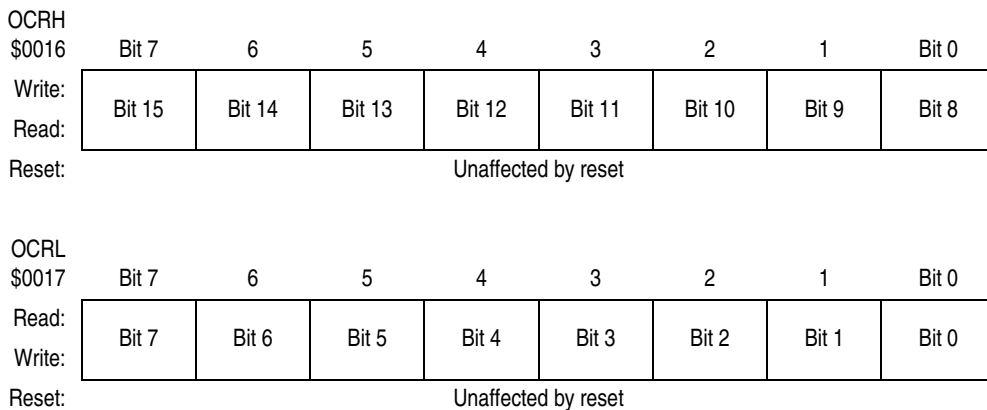 OCRH
$0016 Bit 7 6 5 4 3 2 1 Bit 0
Write:
Bit 15 Bit 14 Bit 13 Bit 12 Bit 11 Bit 10 Bit 9 Bit 8
Read:
Reset: Unaffected by reset
OCRL
$0017 Bit 7 6 5 4 3 2 1 Bit 0
Read:
Bit 7 Bit 6 Bit 5 Bit 4 Bit 3 Bit 2 Bit 1 Bit 0
Write:
Reset: Unaffected by reset